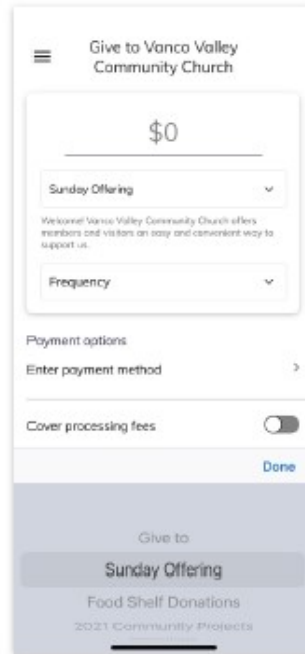 Give to Vanco Valley
Community Church
$0
Sunday Offering
Welcome! Vanco Valley Community Church offers
members and visitors an easy and convenient way to
support us.
Frequency
Payment options
Enter payment method
Cover processing fees
Done
Give to
Sunday Offering
Food Shelf Donations
2021 Community Projects